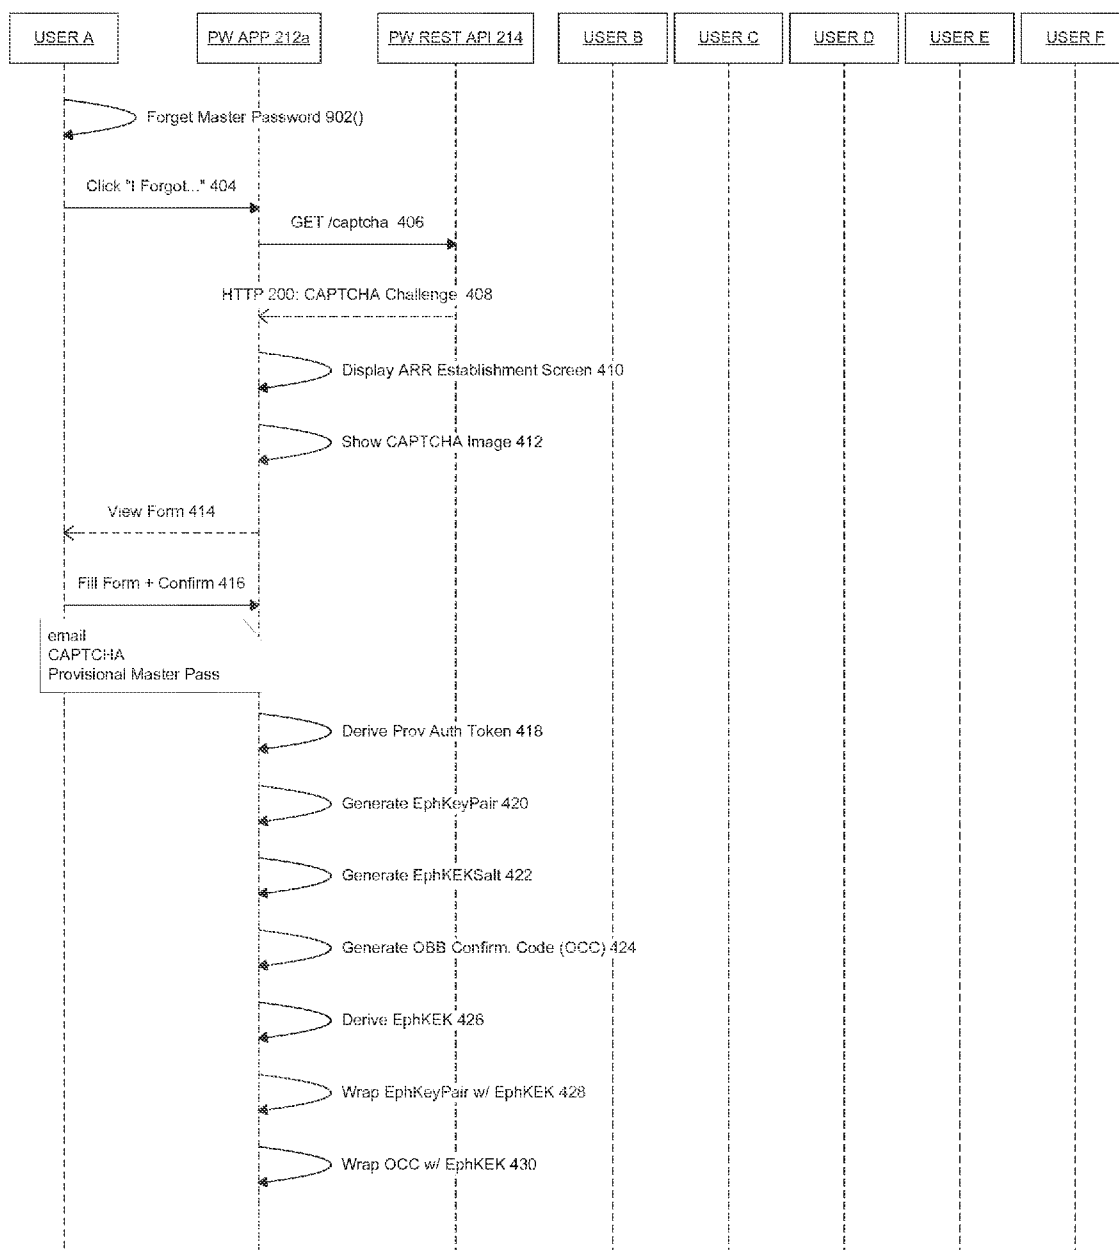 USER A
PW APP 212a
PW REST API 214
USER B
USER C
USER D
USER E
USER F
Forget Master Password 902()
Click "I Forgot..." 404
GET /captcha 406
HTTP 200: CAPTCHA Challenge 408
Display ARR Establishment Screen 410
Show CAPTCHA Image 412
View Form 414
Fill Form + Confirm 416
email
CAPTCHA
Provisional Master Pass
Derive Prov Auth Token 418
Generate EphKeyPair 420
Generate EphKEKSalt 422
Generate OBB Confirm. Code (OCC) 424
Derive EphKEK 426
Wrap EphKeyPair w/ EphKEK 428
Wrap OCC w/ EphKEK 430